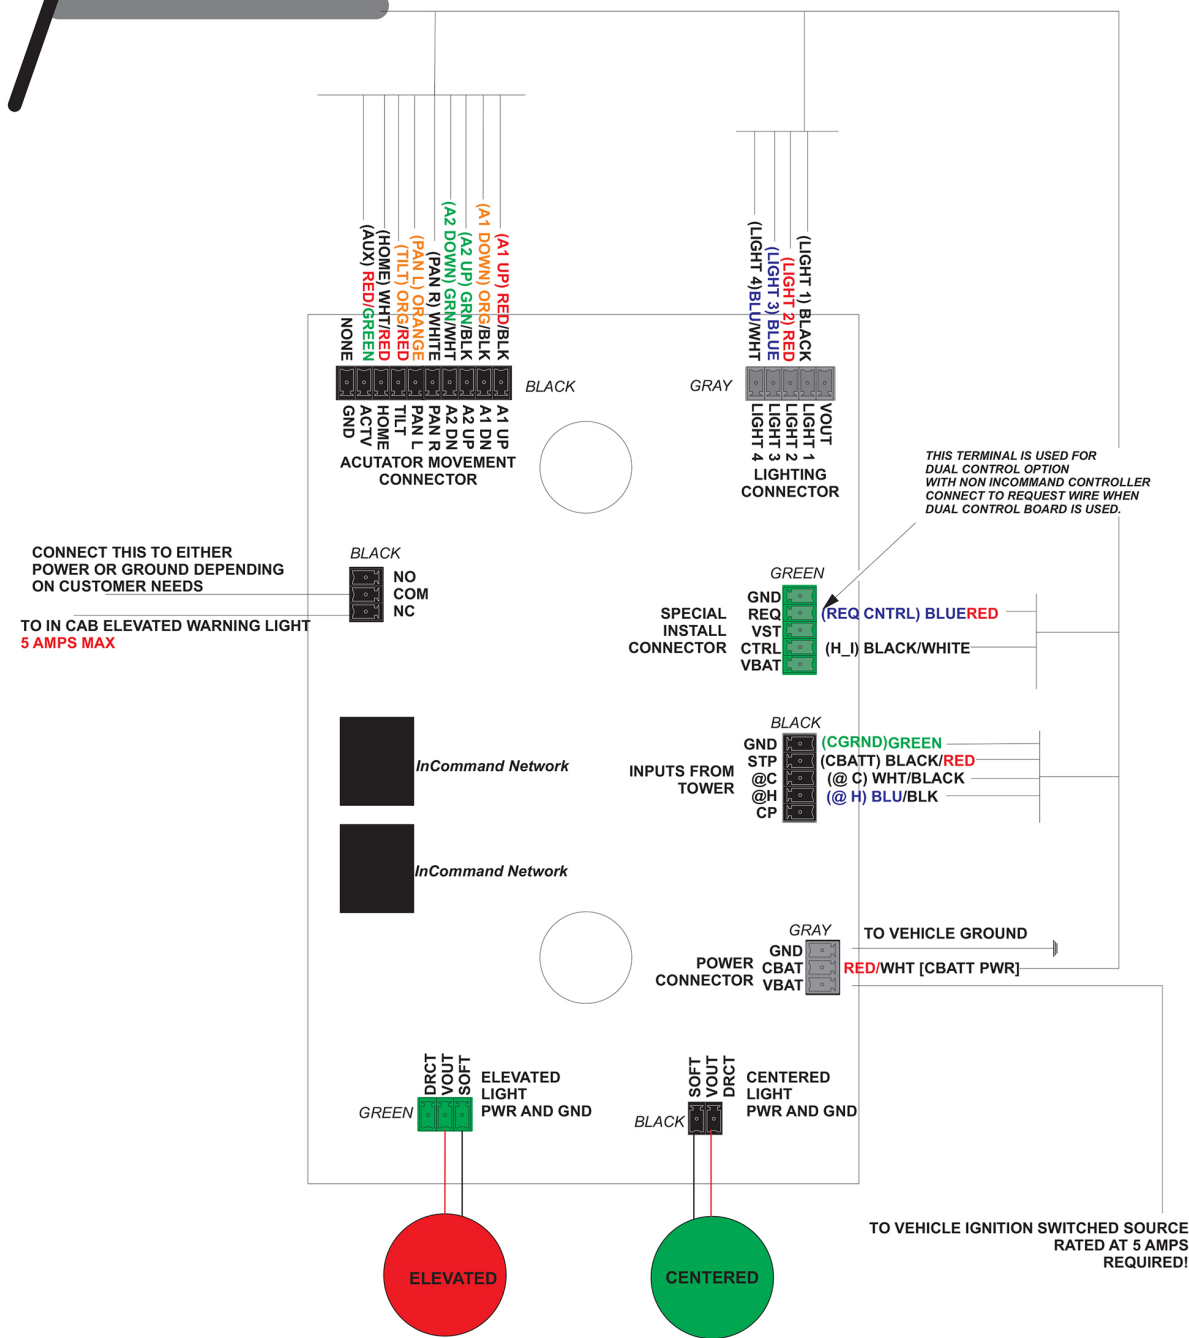 (AUX) RED/GREEN
(HOME) WHT/RED
(TILT) ORG/RED
(PAN L) ORANGE
(PAN R) WHITE
(A2 DOWN) GRN/WHT
(A2 UP) GRN/BLK
(A1 DOWN) ORG/BLK
(A1 UP) RED/BLK
NONE
BLACK
GND
ACTV
HOME
TILT
PAN L
PAN R
A2 DN
A2 UP
A1 DN
A1 UP
ACUTATOR MOVEMENT
CONNECTOR
(LIGHT 4)BLU/WHT
(LIGHT 3) BLUE
(LIGHT 2) RED
(LIGHT 1) BLACK
GRAY
LIGHT 4
LIGHT 3
LIGHT 2
LIGHT 1
VOUT
LIGHTING
CONNECTOR
THIS TERMINAL IS USED FOR
DUAL CONTROL OPTION
WITH NON INCOMMAND CONTROLLER
CONNECT TO REQUEST WIRE WHEN
DUAL CONTROL BOARD IS USED.
CONNECT THIS TO EITHER
POWER OR GROUND DEPENDING
ON CUSTOMER NEEDS
BLACK
NO
COM
NC
TO IN CAB ELEVATED WARNING LIGHT
5 AMPS MAX
GREEN
SPECIAL
INSTALL
CONNECTOR
GND
REQ
VST
CTRL
VBAT
(REQ CNTRL) BLUERED
(H_I) BLACK/WHITE
BLACK
INPUTS FROM
TOWER
GND
STP
@C
@H
CP
(CGRND)GREEN
(CBATT) BLACK/RED
(@ C) WHT/BLACK
(@ H) BLU/BLK
InCommand Network
InCommand Network
GRAY
POWER
CONNECTOR
GND
CBAT
VBAT
TO VEHICLE GROUND
RED/WHT [CBATT PWR]
DRCT
VOUT
SOFT
GREEN
ELEVATED
LIGHT
PWR AND GND
SOFT
VOUT
DRCT
BLACK
CENTERED
LIGHT
PWR AND GND
TO VEHICLE IGNITION SWITCHED SOURCE
RATED AT 5 AMPS
REQUIRED!
ELEVATED
CENTERED